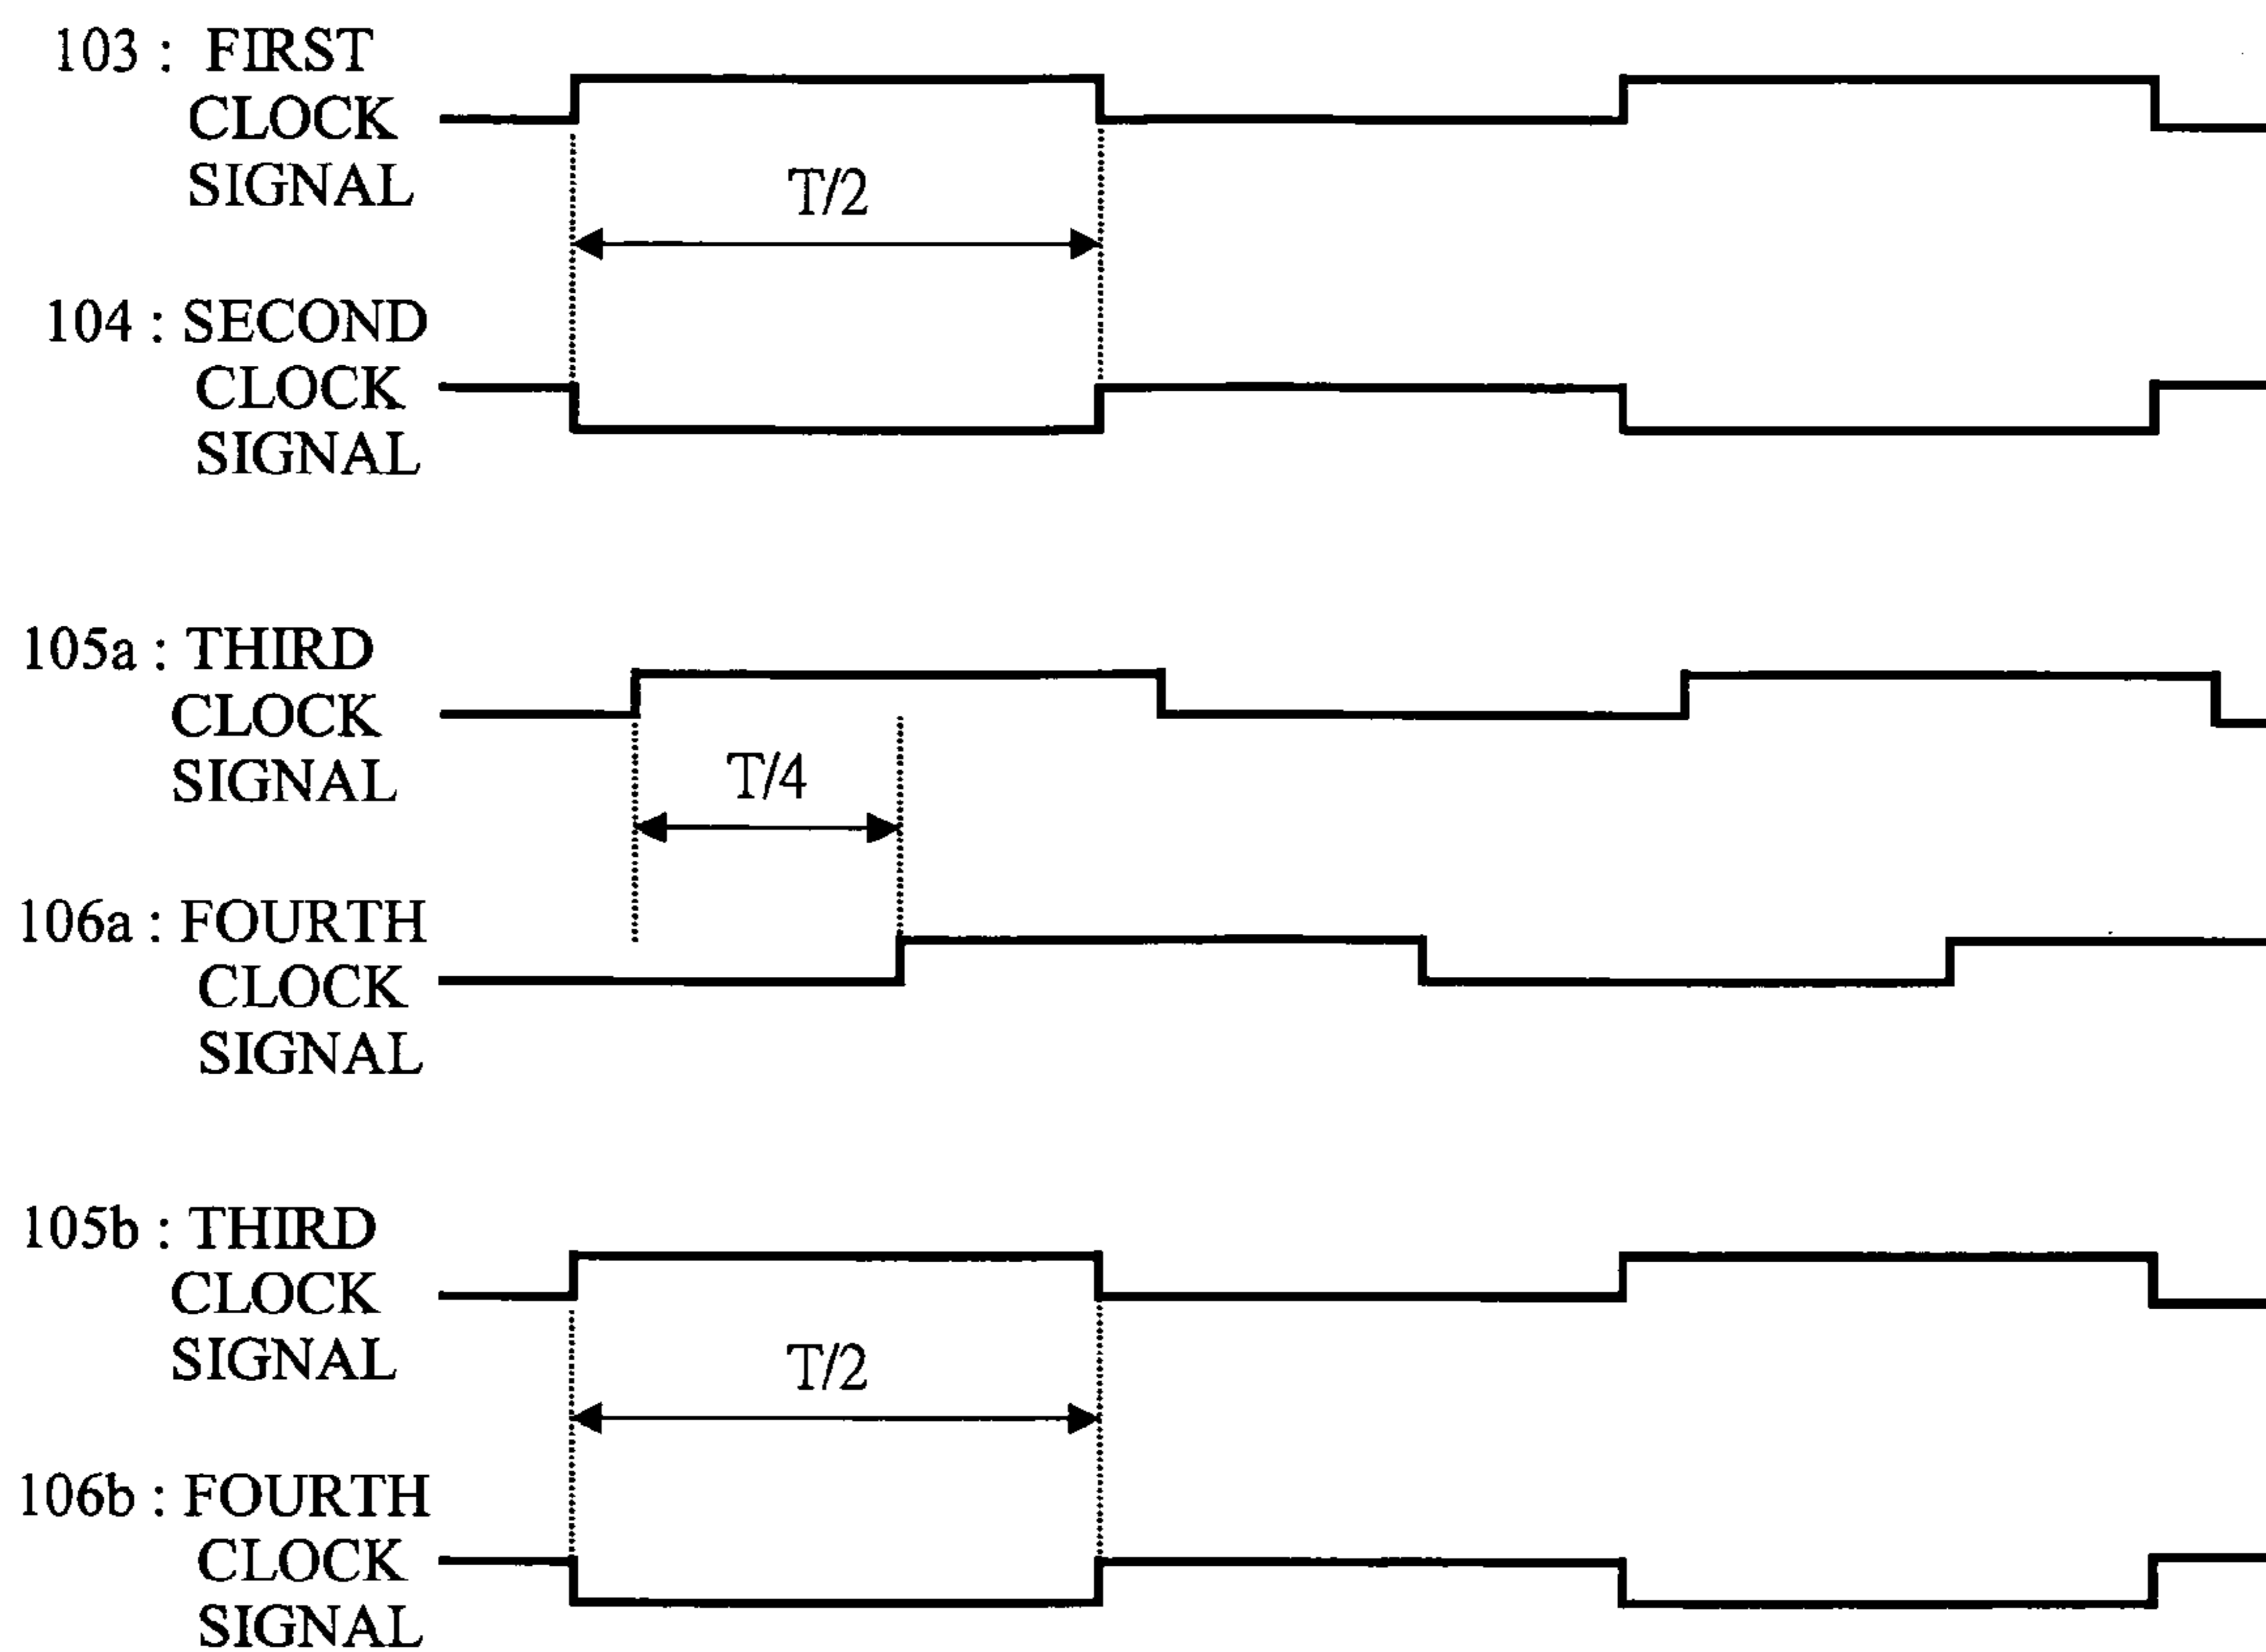 103 : FIRST
CLOCK
SIGNAL
T/2
104 : SECOND
CLOCK
SIGNAL
105a : THIRD
CLOCK
SIGNAL
T/4
106a : FOURTH
CLOCK
SIGNAL
105b : THIRD
CLOCK
SIGNAL
T/2
106b : FOURTH
CLOCK
SIGNAL